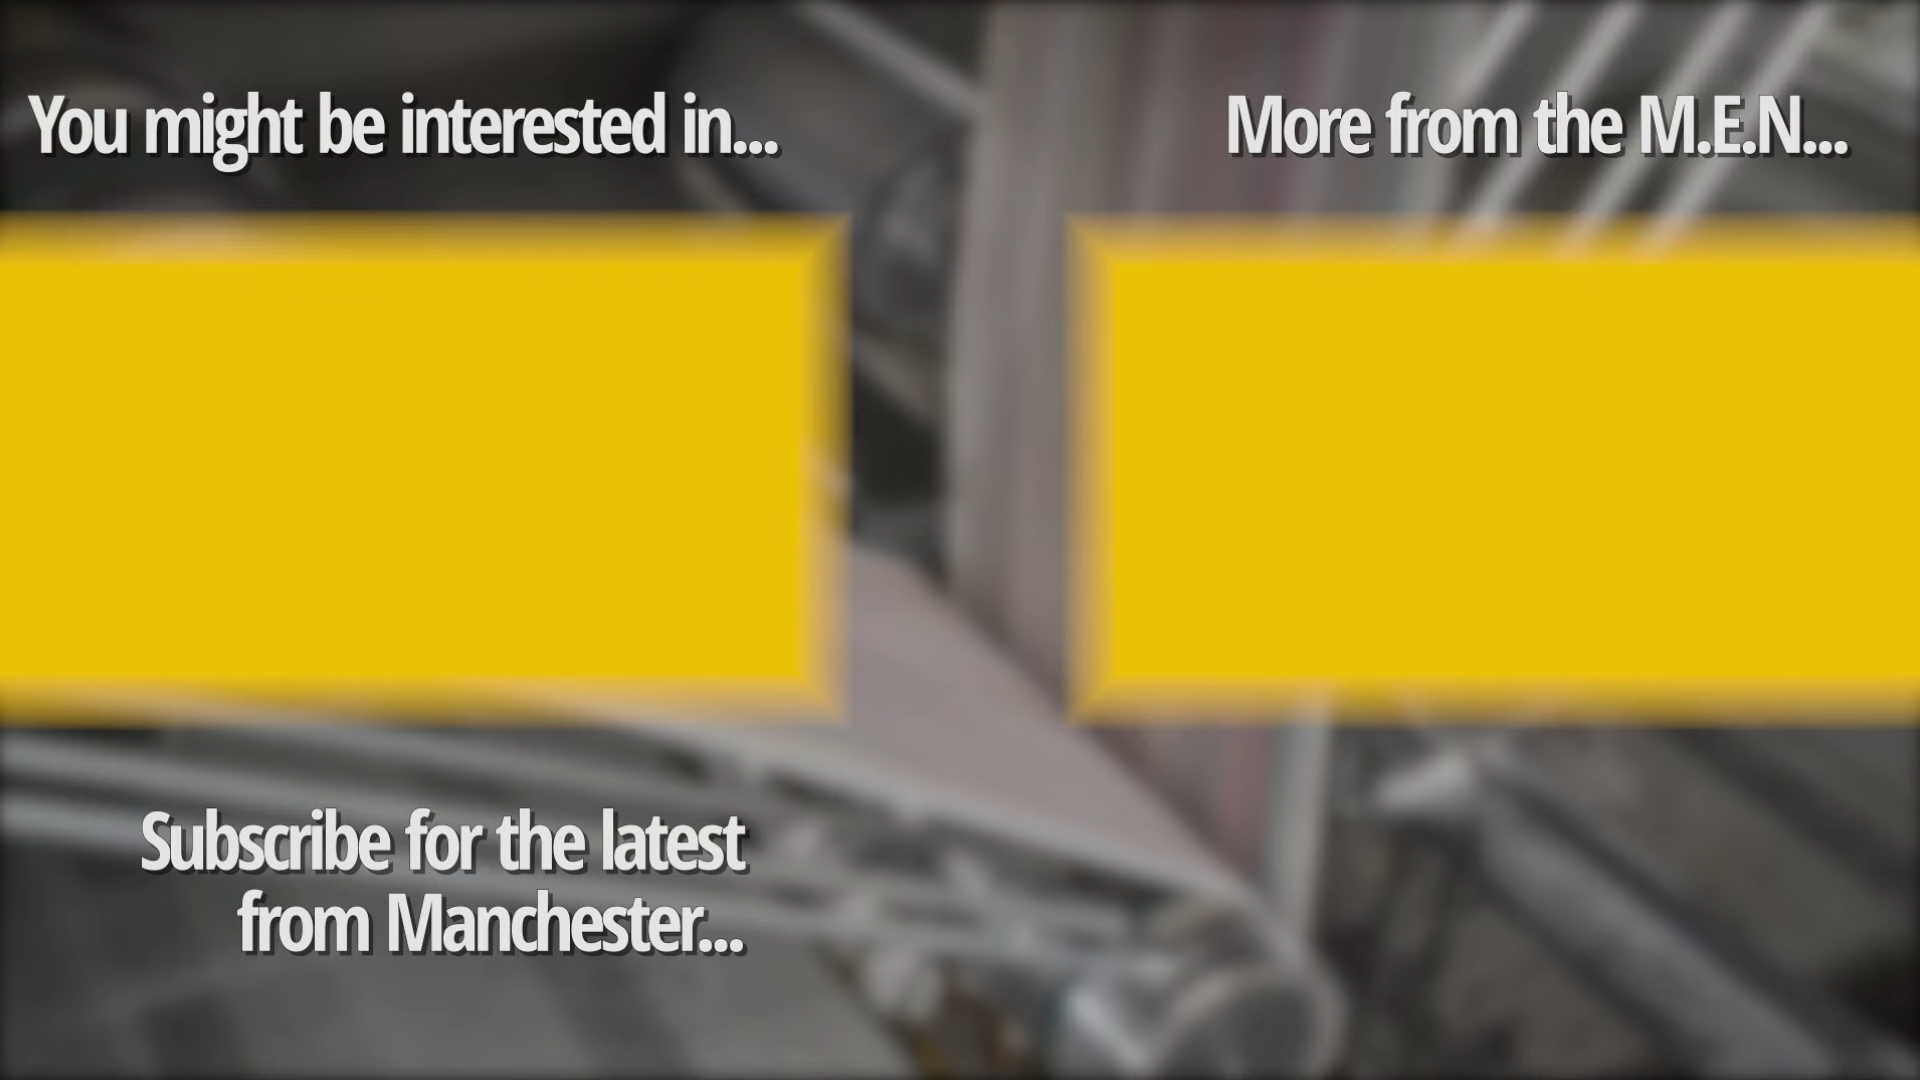 You might be interested in...
More from the M.E.N...
Subscribe for the latest
from Manchester...